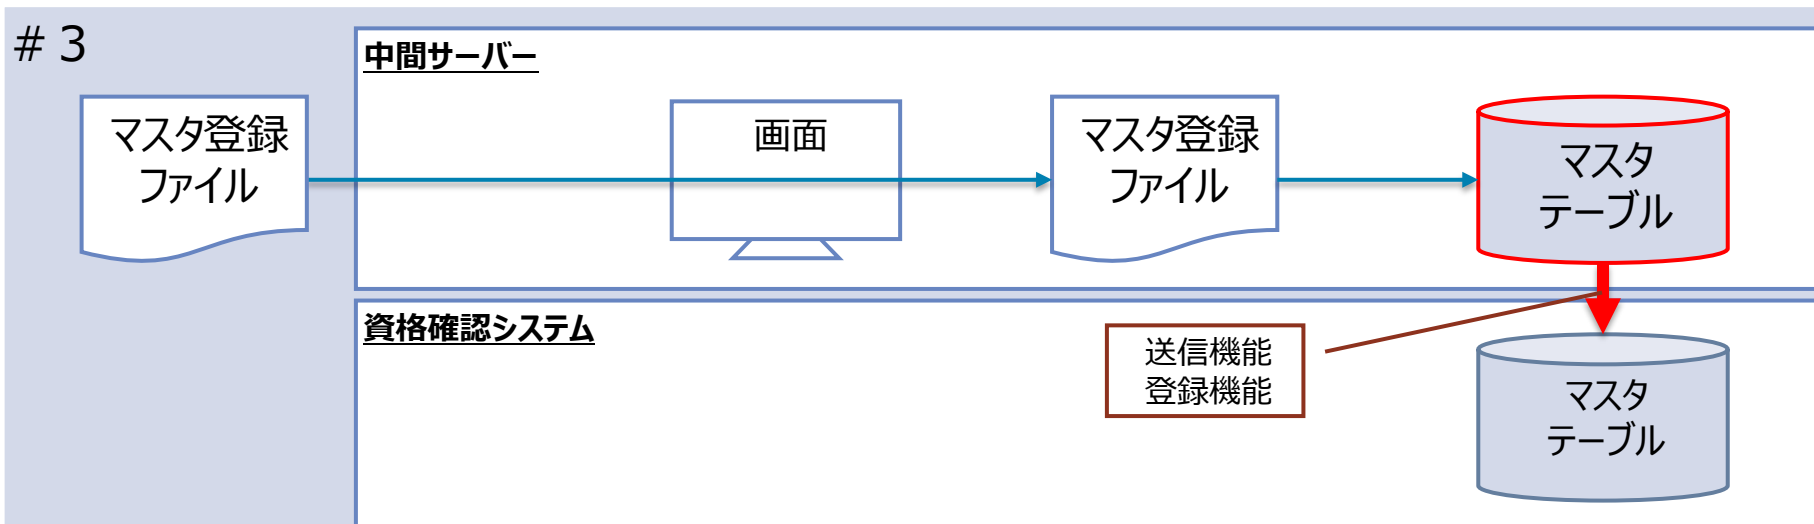 ＃３
中間サーバー
マスタ登録
ファイル
画面
マスタ登録
ファイル
マスタ
テーブル
資格確認システム
送信機能
登録機能
マスタ
テーブル